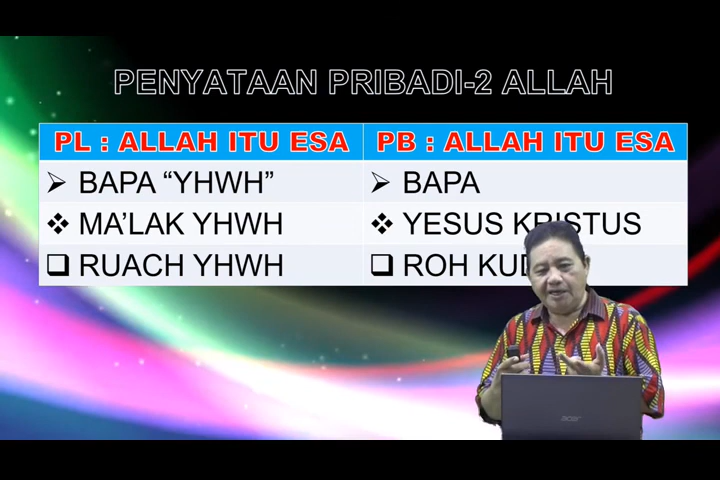 PENYATAAN PRIBADI-2 ALLAH
PL : ALLAH ITU ESA
PB : ALLAH ITU ESA
BAPA “YHWH”
BAPA
MA’LAK YHWH
YESUS KRISTUS
RUACH YHWH
ROH
acer